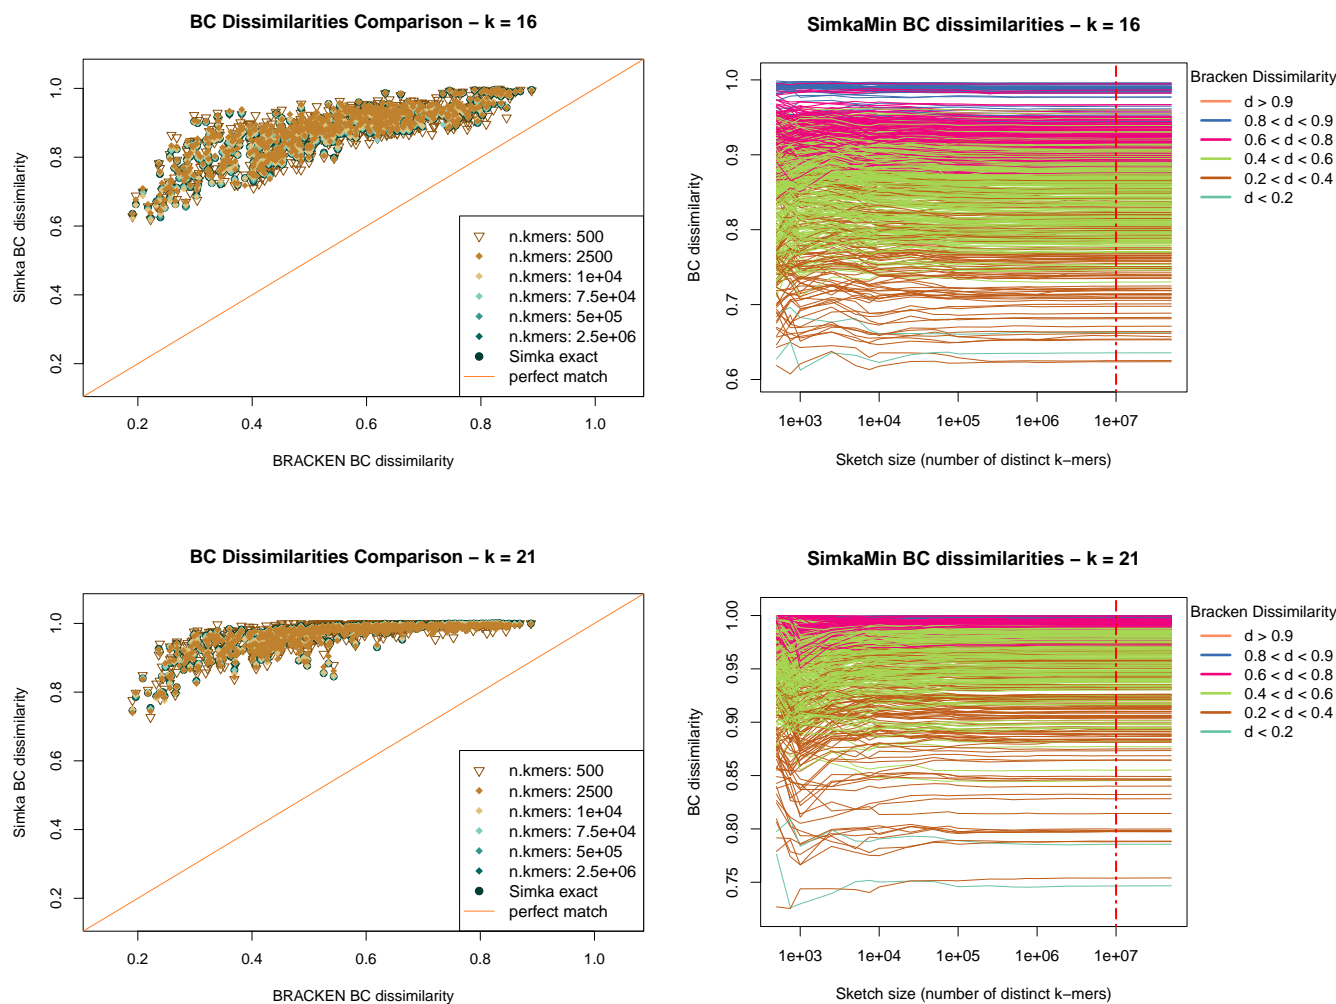 BC Dissimilarities Comparison − k = 16
Simka BC dissimilarity
1.0
0.8
0.6
0.4
0.2
n.kmers: 500
n.kmers: 2500
n.kmers: 1e+04
n.kmers: 7.5e+04
n.kmers: 5e+05
n.kmers: 2.5e+06
Simka exact
perfect match
0.2 0.4 0.6 0.8 1.0
BRACKEN BC dissimilarity
SimkaMin BC dissimilarities − k = 16
BC dissimilarity
1.0
0.9
0.8
0.7
0.6
1e+03 1e+04 1e+05 1e+06 1e+07
Sketch size (number of distinct k−mers)
Bracken Dissimilarity
d > 0.9
0.8 < d < 0.9
0.6 < d < 0.8
0.4 < d < 0.6
0.2 < d < 0.4
d < 0.2
BC Dissimilarities Comparison − k = 21
Simka BC dissimilarity
1.0
0.8
0.6
0.4
0.2
n.kmers: 500
n.kmers: 2500
n.kmers: 1e+04
n.kmers: 7.5e+04
n.kmers: 5e+05
n.kmers: 2.5e+06
Simka exact
perfect match
0.2 0.4 0.6 0.8 1.0
BRACKEN BC dissimilarity
SimkaMin BC dissimilarities − k = 21
BC dissimilarity
1.00
0.95
0.90
0.85
0.80
0.75
1e+03 1e+04 1e+05 1e+06 1e+07
Sketch size (number of distinct k−mers)
Bracken Dissimilarity
d > 0.9
0.8 < d < 0.9
0.6 < d < 0.8
0.4 < d < 0.6
0.2 < d < 0.4
d < 0.2